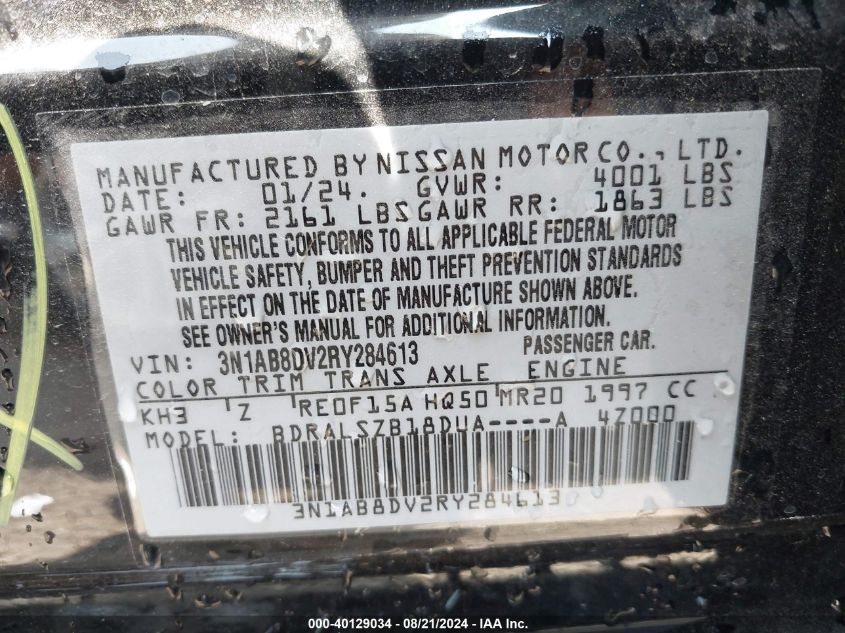 MANUFACTURED BY NISSAN MOTOR CO., LTD.
DATE: 01/24. GVWR: 4001 LBS
GAWR FR: 2161 LBS GAWR RR: 1863 LBS
THIS VEHICLE CONFORMS TO ALL APPLICABLE FEDERAL MOTOR
VEHICLE SAFETY, BUMPER AND THEFT PREVENTION STANDARDS
IN EFFECT ON THE DATE OF MANUFACTURE SHOWN ABOVE.
SEE OWNER'S MANUAL FOR ADDITIONAL INFORMATION.
VIN: 3N1AB8DV2RY284613 PASSENGER CAR.
COLOR TRIM TRANS AXLE ENGINE
KH3 Z RE0F15A HQ50 MR20 1997 CC
MODEL: BDRALSZB18DUA----A 4Z000
3N1AB8DV2RY284613
000-40129034 - 08/21/2024 - IAA Inc.